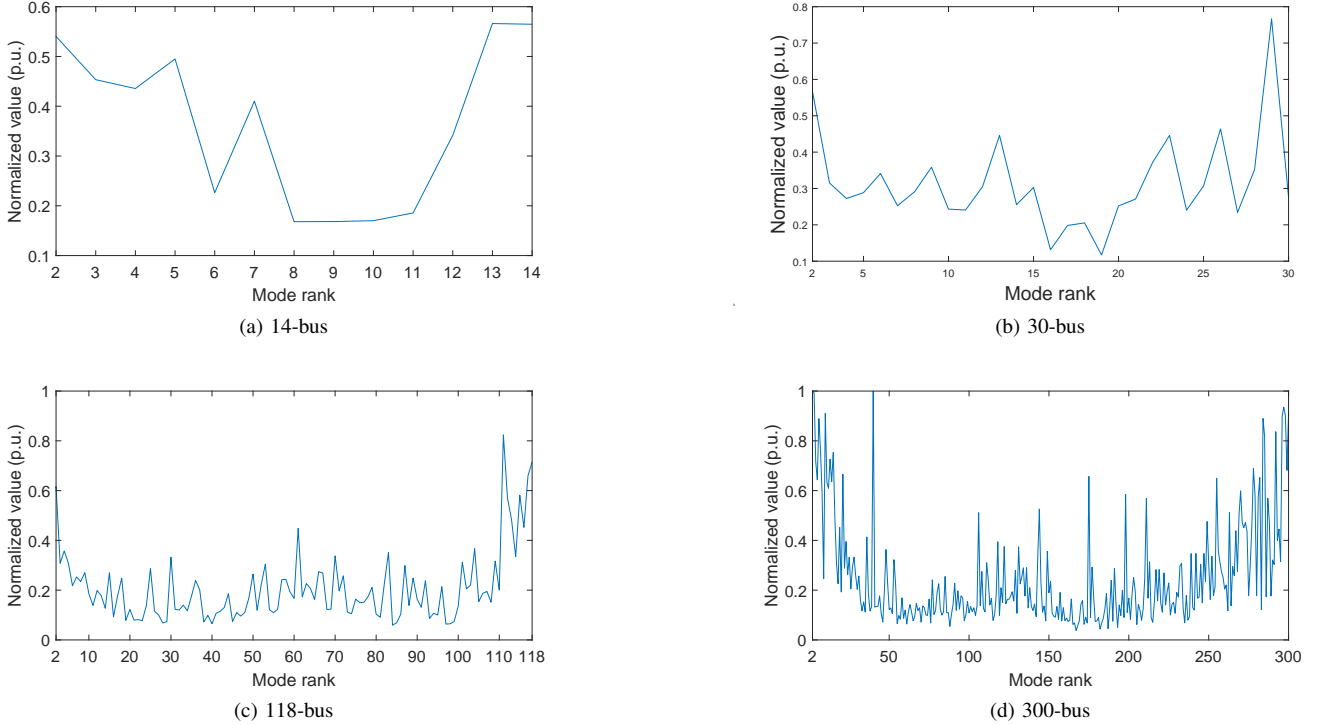 0.6
0.5
0.4
0.3
0.2
0.1
Normalized value (p.u.)
2 3 4 5 6 7 8 9 10 11 12 13 14
Mode rank
(a) 14-bus
0.8
0.7
0.6
0.5
0.4
0.3
0.2
0.1
Normalized value (p.u.)
2 5 10 15 20 25 30
Mode rank
(b) 30-bus
1
0.8
0.6
0.4
0.2
0
Normalized value (p.u.)
2 10 20 30 40 50 60 70 80 90 100 110 118
Mode rank
(c) 118-bus
1
0.8
0.6
0.4
0.2
0
Normalized value (p.u.)
2 50 100 150 200 250 300
Mode rank
(d) 300-bus